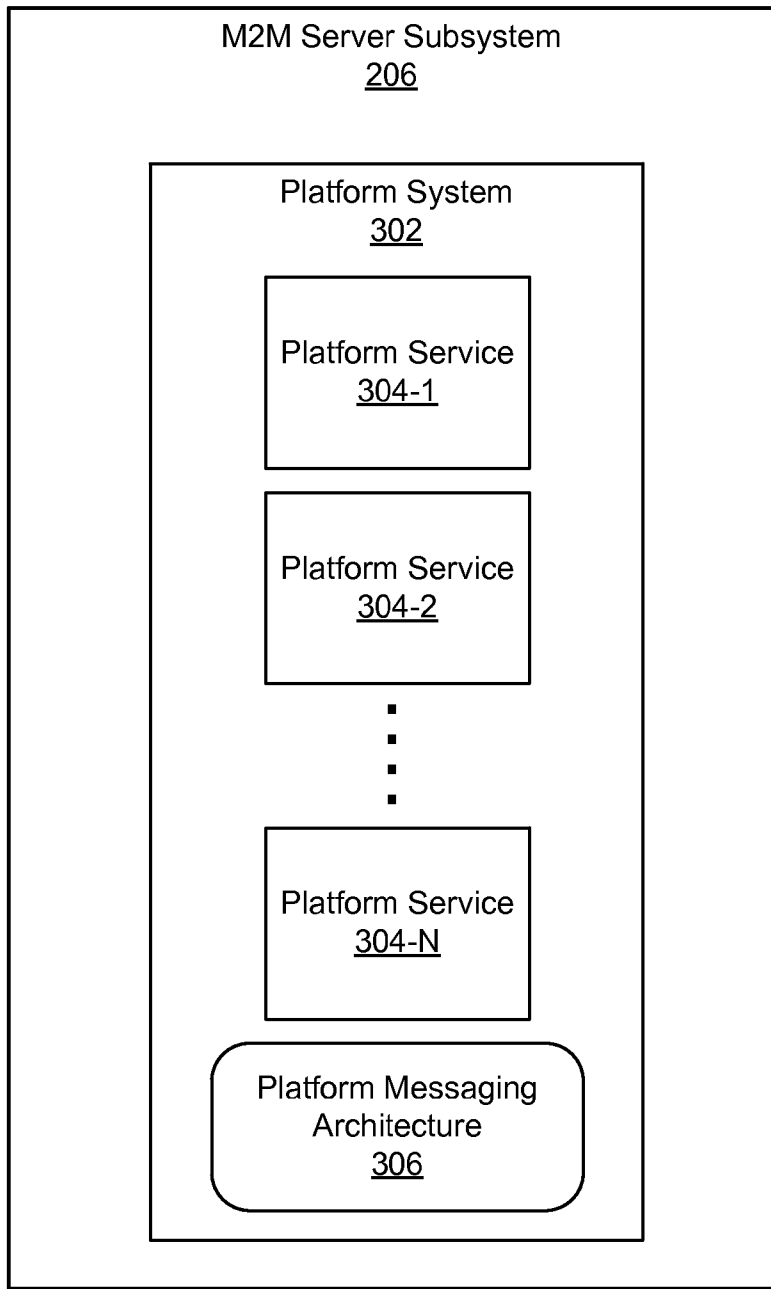 M2M Server Subsystem
206
Platform System
302
Platform Service
304-1
Platform Service
304-2
Platform Service
304-N
Platform Messaging
Architecture
306